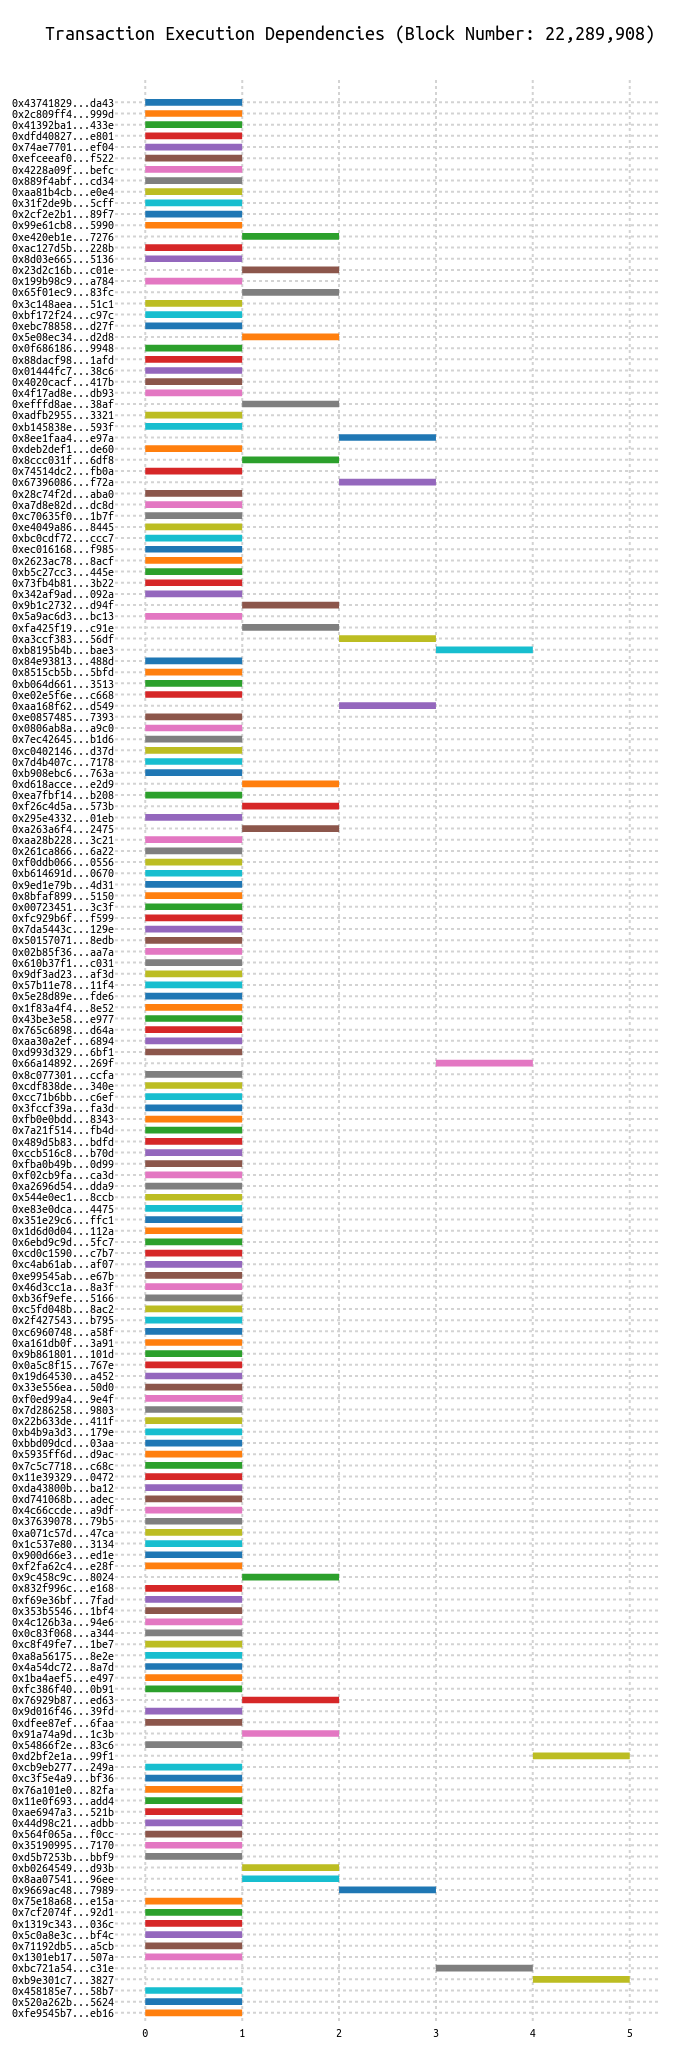 Transaction Execution Dependencies (Block Number: 22,289,908)
0x43741829...da43
0x2c809ff4...999d
0x41392ba1...433e
0xdfd40827...e801
0x74ae7701...ef04
0xefceeaf0...f522
0x4228a09f...befc
0x889f4abf...cd34
0xaa81b4cb...e0e4
0x31f2de9b...5cff
0x2cf2e2b1...89f7
0x99e61cb8...5990
0xe420eb1e...7276
0xac127d5b...228b
0x8d03e665...5136
0x23d2c16b...c01e
0x199b98c9...a784
0x65f01ec9...83fc
0x3c148aea...51c1
0xbf172f24...c97c
0xebc78858...d27f
0x5e08ec34...d2d8
0x0f686186...9948
0x88dacf98...1afd
0x01444fc7...38c6
0x4020cacf...417b
0x4f17ad8e...db93
0xefffd8ae...38af
0xadfb2955...3321
0xb145838e...593f
0x8ee1faa4...e97a
0xdeb2def1...de60
0x8ccc031f...6df8
0x74514dc2...fb0a
0x67396086...f72a
0x28c74f2d...aba0
0xa7d8e82d...dc8d
0xc70635f0...1b7f
0xe4049a86...8445
0xbc0cdf72...ccc7
0xec016168...f985
0x2623ac78...8acf
0xb5c27cc3...445e
0x73fb4b81...3b22
0x342af9ad...092a
0x9b1c2732...d94f
0x5a9ac6d3...bc13
0xfa425f19...c91e
0xa3ccf383...56df
0xb8195b4b...bae3
0x84e93813...488d
0x8515cb5b...5bfd
0xb064d661...3513
0xe02e5f6e...c668
0xaa168f62...d549
0xe0857485...7393
0x0806ab8a...a9c0
0x7ec42645...b1d6
0xc0402146...d37d
0x7d4b407c...7178
0xb908ebc6...763a
0xd618acce...e2d9
0xea7fbf14...b208
0xf26c4d5a...573b
0x295e4332...01eb
0xa263a6f4...2475
0xaa28b228...3c21
0x261ca866...6a22
0xf0ddb066...0556
0xb614691d...0670
0x9ed1e79b...4d31
0x8bfaf899...5150
0x00723451...3c3f
0xfc929b6f...f599
0x7da5443c...129e
0x50157071...8edb
0x02b85f36...aa7a
0x610b37f1...c031
0x9df3ad23...af3d
0x57b11e78...11f4
0x5e28d89e...fde6
0x1f83a4f4...8e52
0x43be3e58...e977
0x765c6898...d64a
0xaa30a2ef...6894
0xd993d329...6bf1
0x66a14892...269f
0x8c077301...ccfa
0xcdf838de...340e
0xcc71b6bb...c6ef
0x3fccf39a...fa3d
0xfb0e0bdd...8343
0x7a21f514...fb4d
0x489d5b83...bdfd
0xccb516c8...b70d
0xfba0b49b...0d99
0xf02cb9fa...ca3d
0xa2696d54...dda9
0x544e0ec1...8ccb
0xe83e0dca...4475
0x351e29c6...ffc1
0x1d6d0d04...112a
0x6ebd9c9d...5fc7
0xcd0c1590...c7b7
0xc4ab61ab...af07
0xe99545ab...e67b
0x46d3cc1a...8a3f
0xb36f9efe...5166
0xc5fd048b...8ac2
0x2f427543...b795
0xc6960748...a58f
0xa161db0f...3a91
0x9b861801...101d
0x0a5c8f15...767e
0x19d64530...a452
0x33e556ea...50d0
0xf0ed99a4...9e4f
0x7d286258...9803
0x22b633de...411f
0xb4b9a3d3...179e
0xbbd09dcd...03aa
0x5935ff6d...d9ac
0x7c5c7718...c68c
0x11e39329...0472
0xda43800b...ba12
0xd741068b...adec
0x4c66ccde...a9df
0x37639078...79b5
0xa071c57d...47ca
0x1c537e80...3134
0x900d66e3...ed1e
0xf2fa62c4...e28f
0x9c458c9c...8024
0x832f996c...e168
0xf69e36bf...7fad
0x353b5546...1bf4
0x4c126b3a...94e6
0x0c83f068...a344
0xc8f49fe7...1be7
0xa8a56175...8e2e
0x4a54dc72...8a7d
0x1ba4aef5...e497
0xfc386f40...0b91
0x76929b87...ed63
0x9d016f46...39fd
0xdfee87ef...6faa
0x91a74a9d...1c3b
0x54866f2e...83c6
0xd2bf2e1a...99f1
0xcb9eb277...249a
0xc3f5e4a9...bf36
0x76a101e0...82fa
0x11e0f693...add4
0xae6947a3...521b
0x44d98c21...adbb
0x564f065a...f0cc
0x35190995...7170
0xd5b7253b...bbf9
0xb0264549...d93b
0x8aa07541...96ee
0x9669ac48...7989
0x75e18a68...e15a
0x7cf2074f...92d1
0x1319c343...036c
0x5c0a8e3c...bf4c
0x71192db5...a5cb
0x1301eb17...507a
0xbc721a54...c31e
0xb9e301c7...3827
0x458185e7...58b7
0x520a262b...5624
0xfe9545b7...eb16
0 1 2 3 4 5